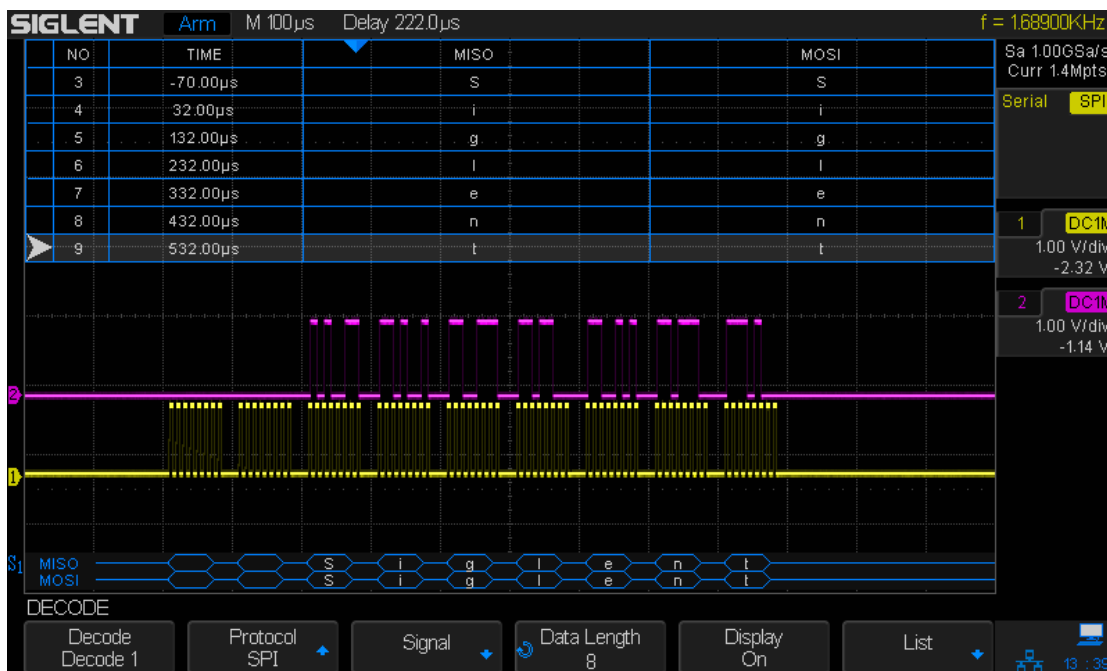 SIGLENT Arm M 100µs Delay 222.0µs f = 1.68900KHz
NO TIME MISO MOSI
3 -70.00µs S S
4 32.00µs i i
5 132.00µs g g
6 232.00µs l l
7 332.00µs e e
8 432.00µs n n
9 532.00µs t t
Sa 1.00GSa/s
Curr 1.4Mpts
Serial SPI
1 DC1M
1.00 V/div
-2.32 V
2 DC1M
1.00 V/div
-1.14 V
2
1
S1 MISO S i g l e n t
MOSI S i g l e n t
DECODE
Decode Protocol Signal Data Length Display List
Decode 1 SPI 8 On
13 : 39